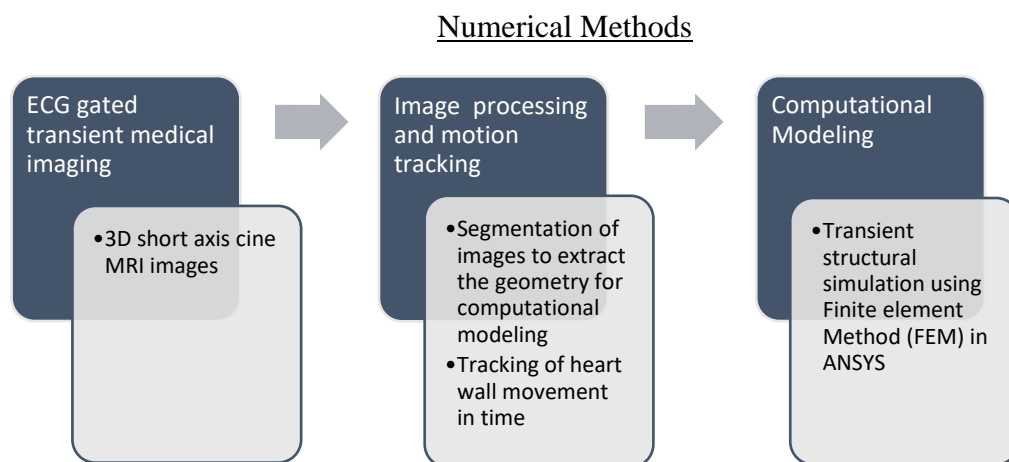 Numerical Methods
ECG gated
transient medical
imaging
•3D short axis cine
MRI images
Image processing
and motion
tracking
•Segmentation of
images to extract
the geometry for
computational
modeling
•Tracking of heart
wall movement
in time
Computational
Modeling
•Transient
structural
simulation using
Finite element
Method (FEM) in
ANSYS